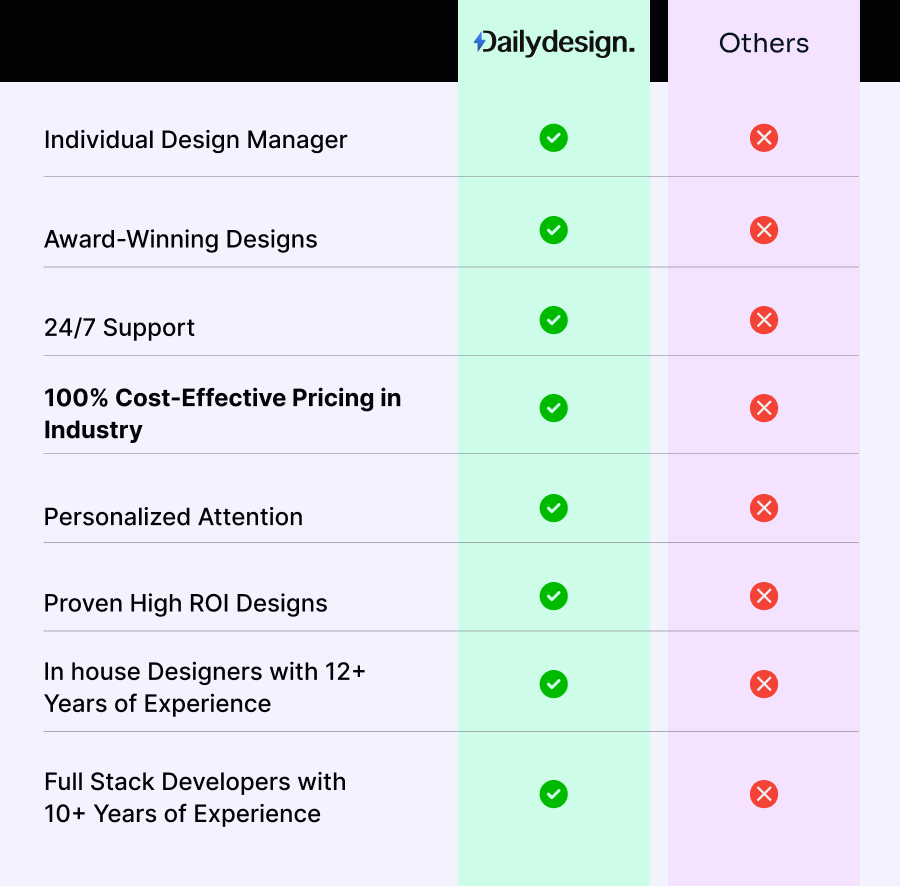 Dailydesign.
Others
Individual Design Manager
Award-Winning Designs
24/7 Support
100% Cost-Effective Pricing in
Industry
Personalized Attention
Proven High ROI Designs
In house Designers with 12+
Years of Experience
Full Stack Developers with
10+ Years of Experience